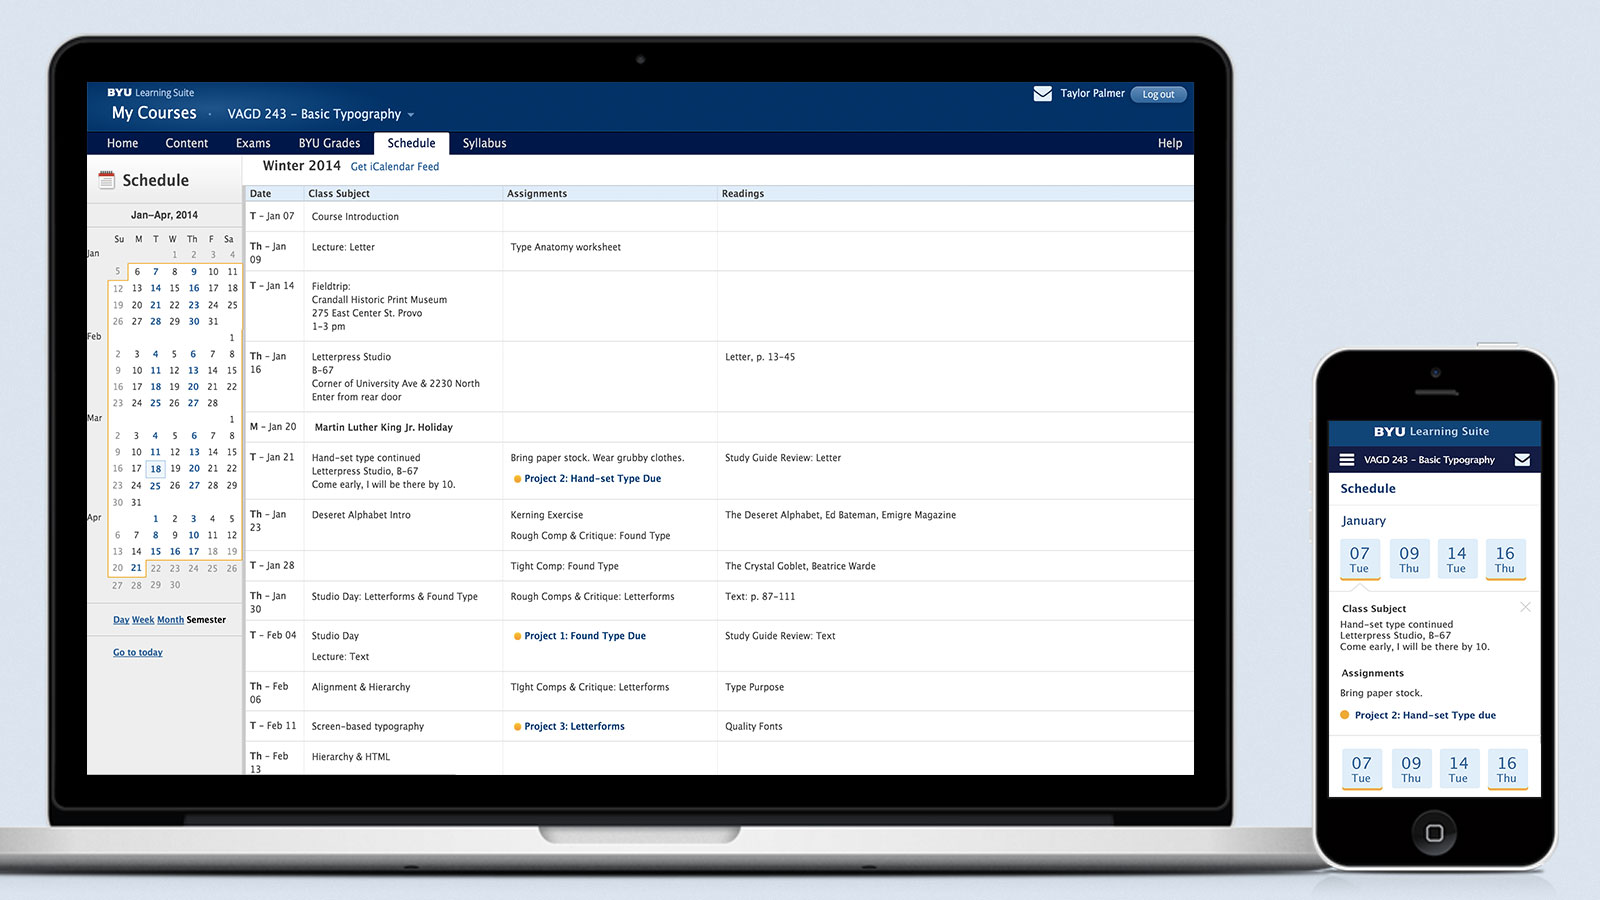 BYU Learning Suite
My Courses · VAGD 243 – Basic Typography
Taylor Palmer Log out
Home Content Exams BYU Grades Schedule Syllabus Help
Schedule
Jan–Apr, 2014
Su M T W Th F Sa
Jan 1 2 3 4
5 6 7 8 9 10 11
12 13 14 15 16 17 18
19 20 21 22 23 24 25
26 27 28 29 30 31
Feb 1
2 3 4 5 6 7 8
9 10 11 12 13 14 15
16 17 18 19 20 21 22
23 24 25 26 27 28
Mar 1
2 3 4 5 6 7 8
9 10 11 12 13 14 15
16 17 18 19 20 21 22
23 24 25 26 27 28 29
30 31
Apr 1 2 3 4 5
6 7 8 9 10 11 12
13 14 15 16 17 18 19
20 21 22 23 24 25 26
27 28 29 30
Day Week Month Semester
Go to today
Winter 2014 Get iCalendar Feed
Date Class Subject Assignments Readings
T – Jan 07 Course Introduction
Th – Jan Lecture: Letter Type Anatomy worksheet
09
T – Jan 14 Fieldtrip:
Crandall Historic Print Museum
275 East Center St. Provo
1–3 pm
Th – Jan Letterpress Studio Letter, p. 13–45
16 B-67
Corner of University Ave & 2230 North
Enter from rear door
M – Jan 20 Martin Luther King Jr. Holiday
T – Jan 21 Hand-set type continued Bring paper stock. Wear grubby clothes. Study Guide Review: Letter
Letterpress Studio, B-67
Come early, I will be there by 10. Project 2: Hand-set Type Due
Th – Jan Deseret Alphabet Intro Kerning Exercise The Deseret Alphabet, Ed Bateman, Emigre Magazine
23
Rough Comp & Critique: Found Type
T – Jan 28 Tight Comp: Found Type The Crystal Goblet, Beatrice Warde
Th – Jan Studio Day: Letterforms & Found Type Rough Comps & Critique: Letterforms Text: p. 87–111
30
T – Feb 04 Studio Day Project 1: Found Type Due Study Guide Review: Text
Lecture: Text
Th – Feb Alignment & Hierarchy TIght Comps & Critique: Letterforms Type Purpose
06
T – Feb 11 Screen-based typography Project 3: Letterforms Quality Fonts
Th – Feb Hierarchy & HTML
13
BYU Learning Suite
VAGD 243 – Basic Typography
Schedule
January
07 09 14 16
Tue Thu Tue Thu
Class Subject
Hand-set type continued
Letterpress Studio, B-67
Come early, I will be there by 10.
Assignments
Bring paper stock.
Project 2: Hand-set Type due
07 09 14 16
Tue Thu Tue Thu